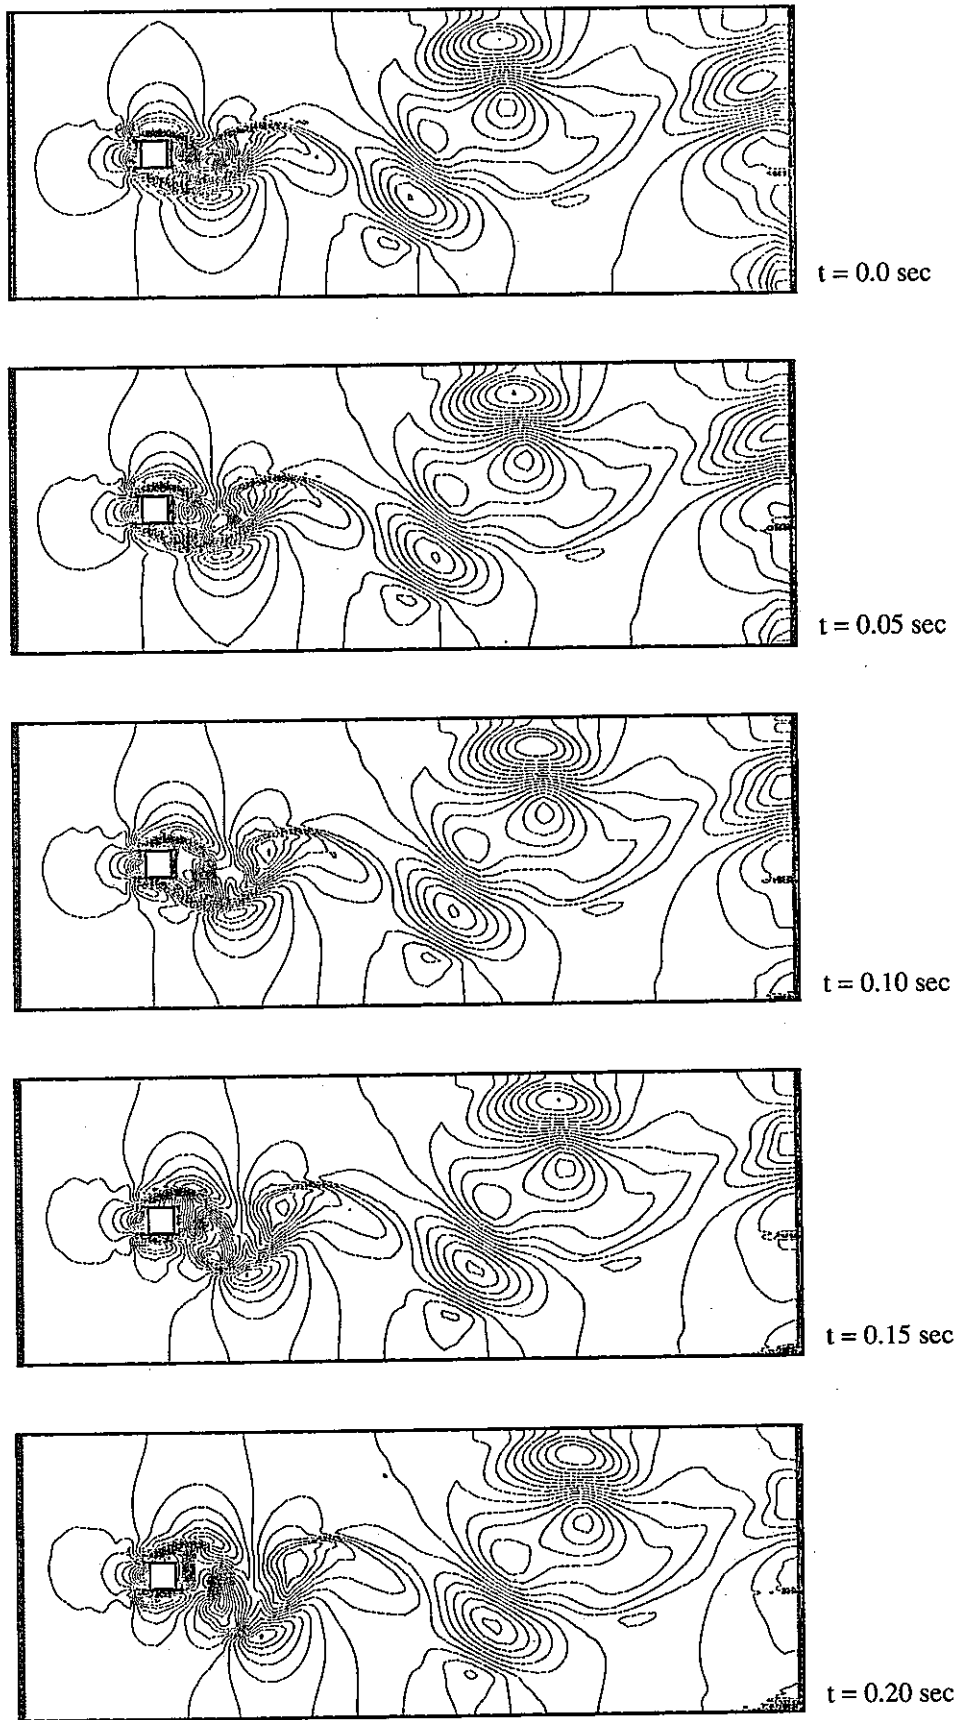 t = 0.0 sec
t = 0.05 sec
t = 0.10 sec
t = 0.15 sec
t = 0.20 sec